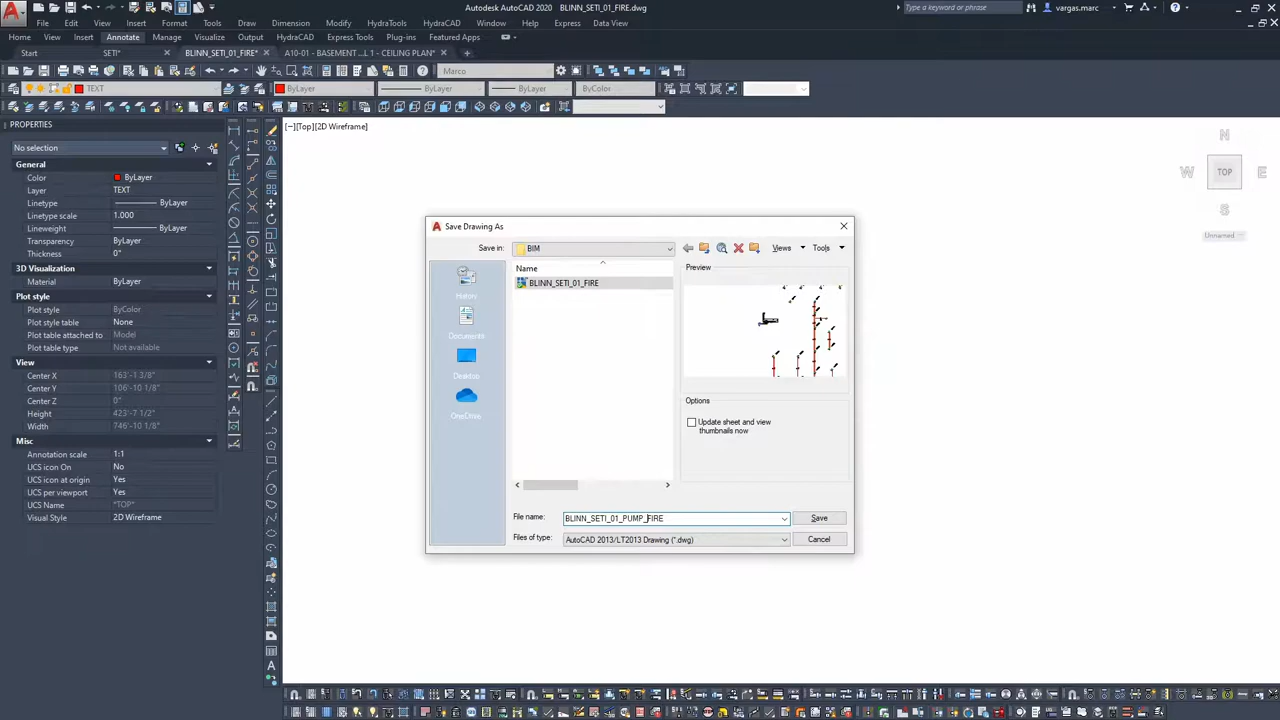 Autodesk AutoCAD 2020 BLINN_SETI_01_FIRE.dwg
Type a keyword or phrase
vargas.marc
File Edit View Insert Format Tools Draw Dimension Modify HydraTools HydraCAD Window Help Express Data View
Home View Insert Annotate Manage Visualize Output HydraCAD Express Tools Plug-ins Featured Apps
Start SETI* BLINN_SETI_01_FIRE* A10-01 - BASEMENT ...L 1 - CEILING PLAN*
Marco
TEXT ByLayer ByLayer ByLayer ByColor
PROPERTIES
[−][Top][2D Wireframe]
No selection
General
Color ByLayer
Layer TEXT
Linetype ByLayer
Linetype scale 1.000
Lineweight ByLayer
Transparency ByLayer
Thickness 0"
3D Visualization
Material ByLayer
Plot style
Plot style ByColor
Plot style table None
Plot table attached to Model
Plot table type Not available
View
Center X 163'-1 3/8"
Center Y 106'-10 1/8"
Center Z 0"
Height 423'-7 1/2"
Width 746'-10 1/8"
Misc
Annotation scale 1:1
UCS icon On No
UCS icon at origin Yes
UCS per viewport Yes
UCS Name *TOP*
Visual Style 2D Wireframe
N
W TOP E
S
Unnamed
Save Drawing As
Save in: BIM Views Tools
Name Preview
BLINN_SETI_01_FIRE
History
Documents
Desktop
OneDrive
Options
Update sheet and view
thumbnails now
File name: BLINN_SETI_01_PUMP_FIRE Save
Files of type: AutoCAD 2013/LT2013 Drawing (*.dwg) Cancel